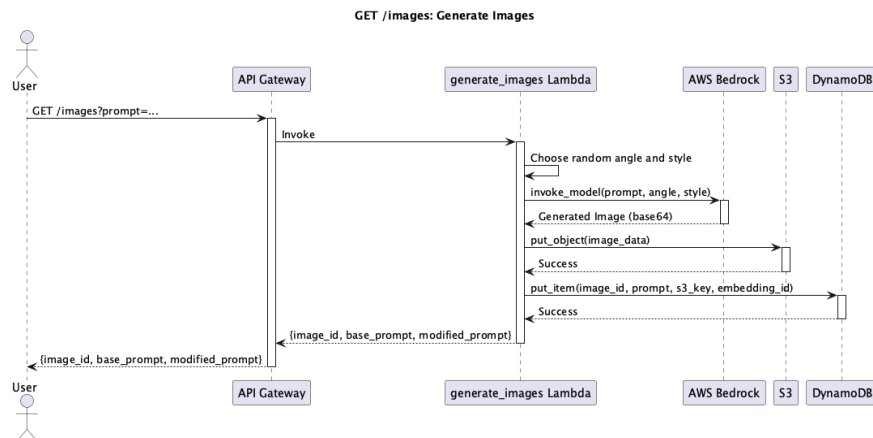 GET /images: Generate Images
User
API Gateway
generate_images Lambda
AWS Bedrock
S3
DynamoDB
GET /images?prompt=...
Invoke
Choose random angle and style
invoke_model(prompt, angle, style)
Generated Image (base64)
put_object(image_data)
Success
put_item(image_id, prompt, s3_key, embedding_id)
Success
{image_id, base_prompt, modified_prompt}
{image_id, base_prompt, modified_prompt}
User
API Gateway
generate_images Lambda
AWS Bedrock
S3
DynamoDB